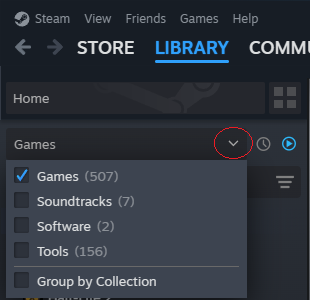 Steam View Friends Games Help
STORE LIBRARY COMMU
Home
Games
Games (507)
Soundtracks (7)
Software (2)
Tools (156)
Group by Collection